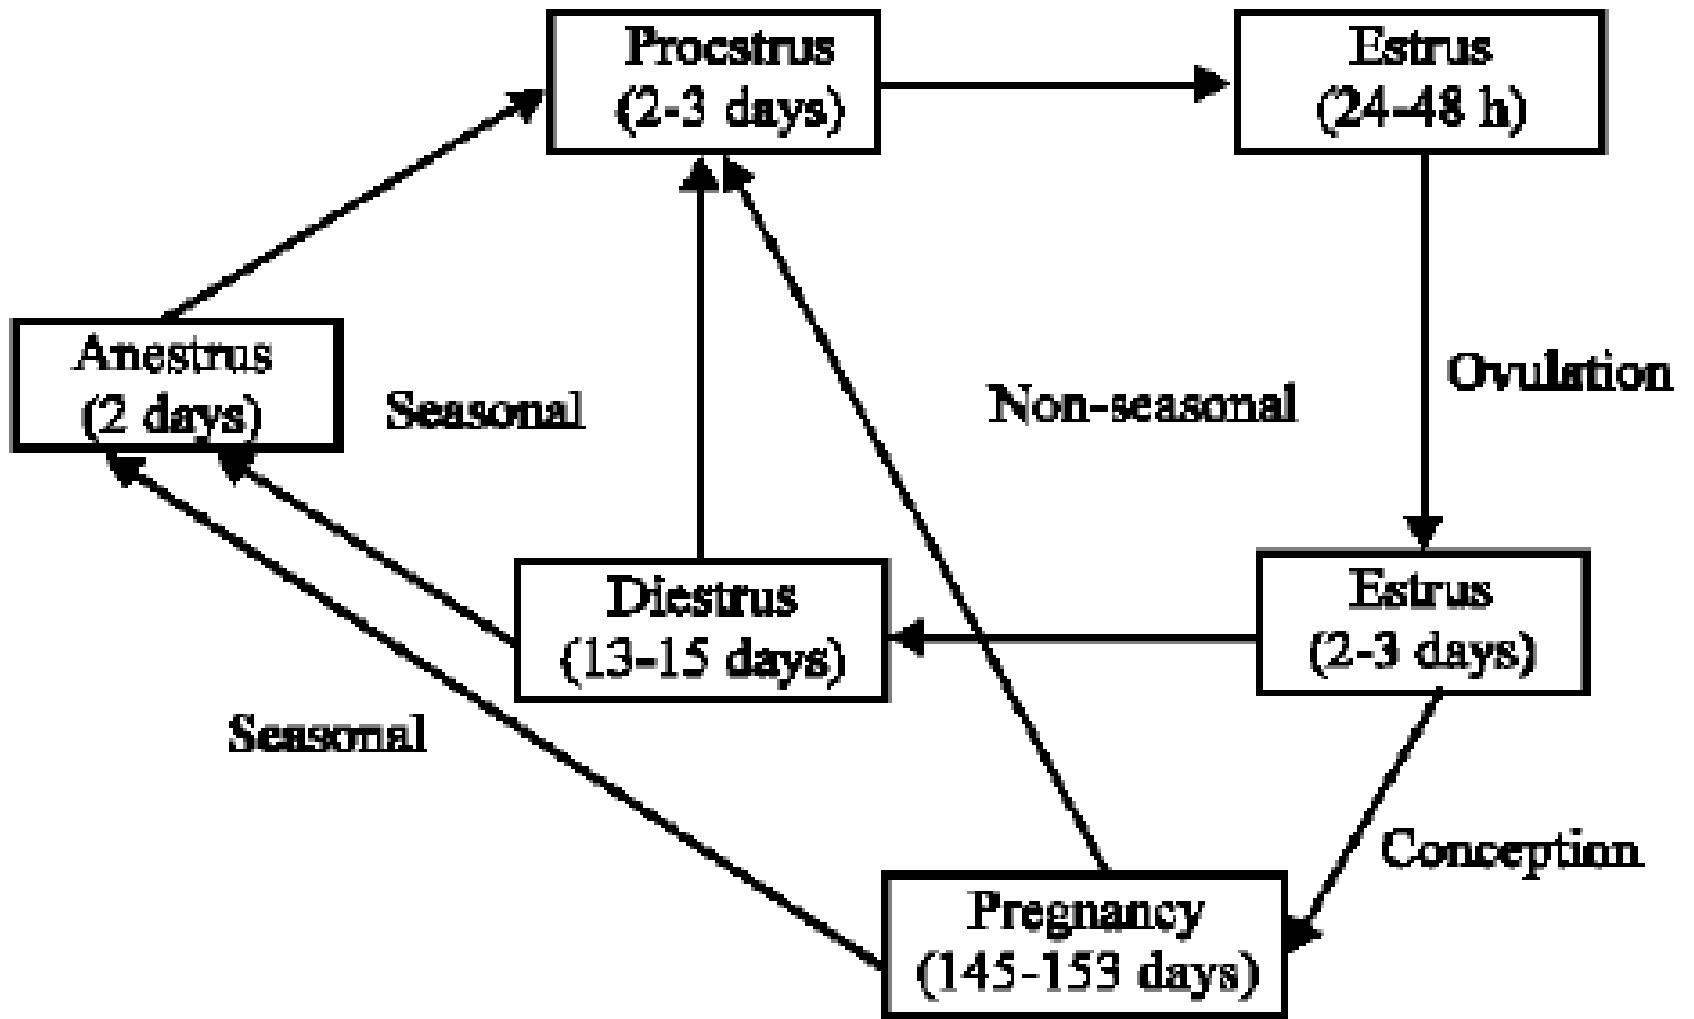 Procstrus
(2-3 days)
Estrus
(24-48 h)
Anestrus
(2 days)
Seasonal
Non-seasonal
Ovulation
Diestrus
(13-15 days)
Estrus
(2-3 days)
Seasonal
Conception
Pregnancy
(145-153 days)